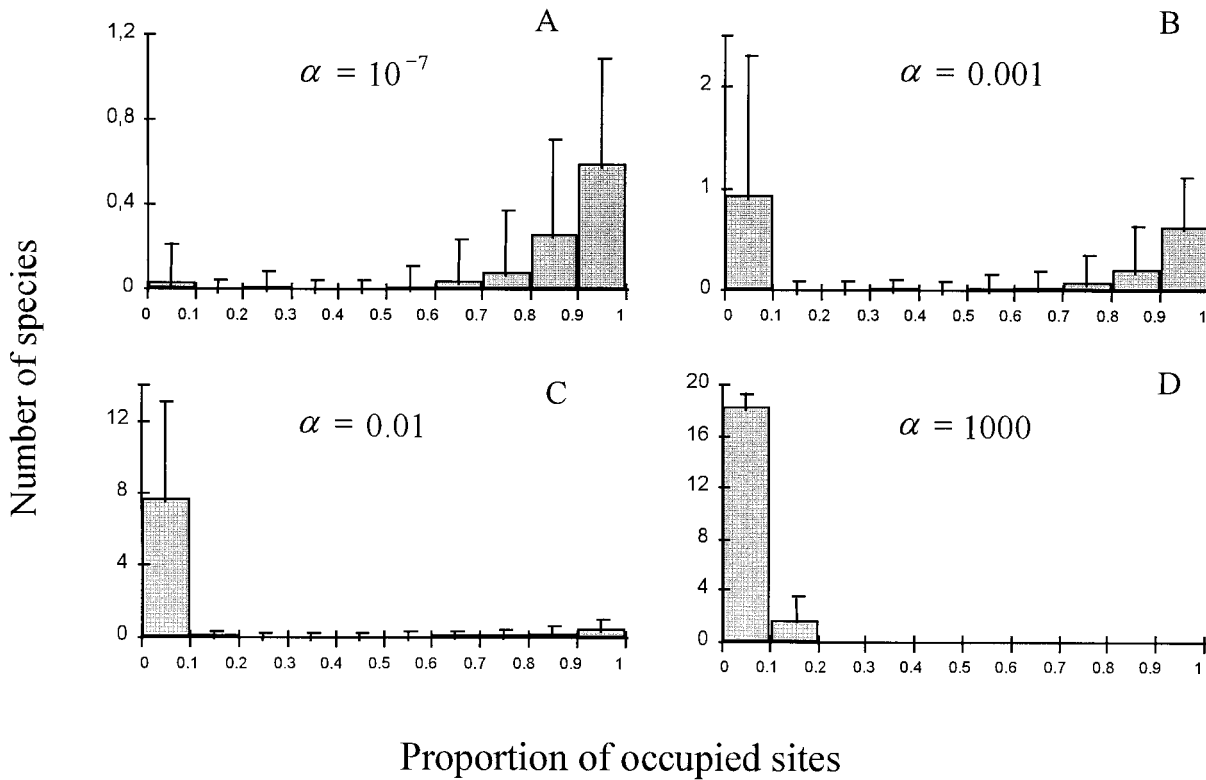 Number of species
A
α = 10⁻⁷
1,2
0,8
0,4
0
0 0.1 0.2 0.3 0.4 0.5 0.6 0.7 0.8 0.9 1
B
α = 0.001
2
1
0
0 0.1 0.2 0.3 0.4 0.5 0.6 0.7 0.8 0.9 1
C
α = 0.01
12
8
4
0
0 0.1 0.2 0.3 0.4 0.5 0.6 0.7 0.8 0.9 1
D
α = 1000
20
16
12
8
4
0
0 0.1 0.2 0.3 0.4 0.5 0.6 0.7 0.8 0.9 1
Proportion of occupied sites